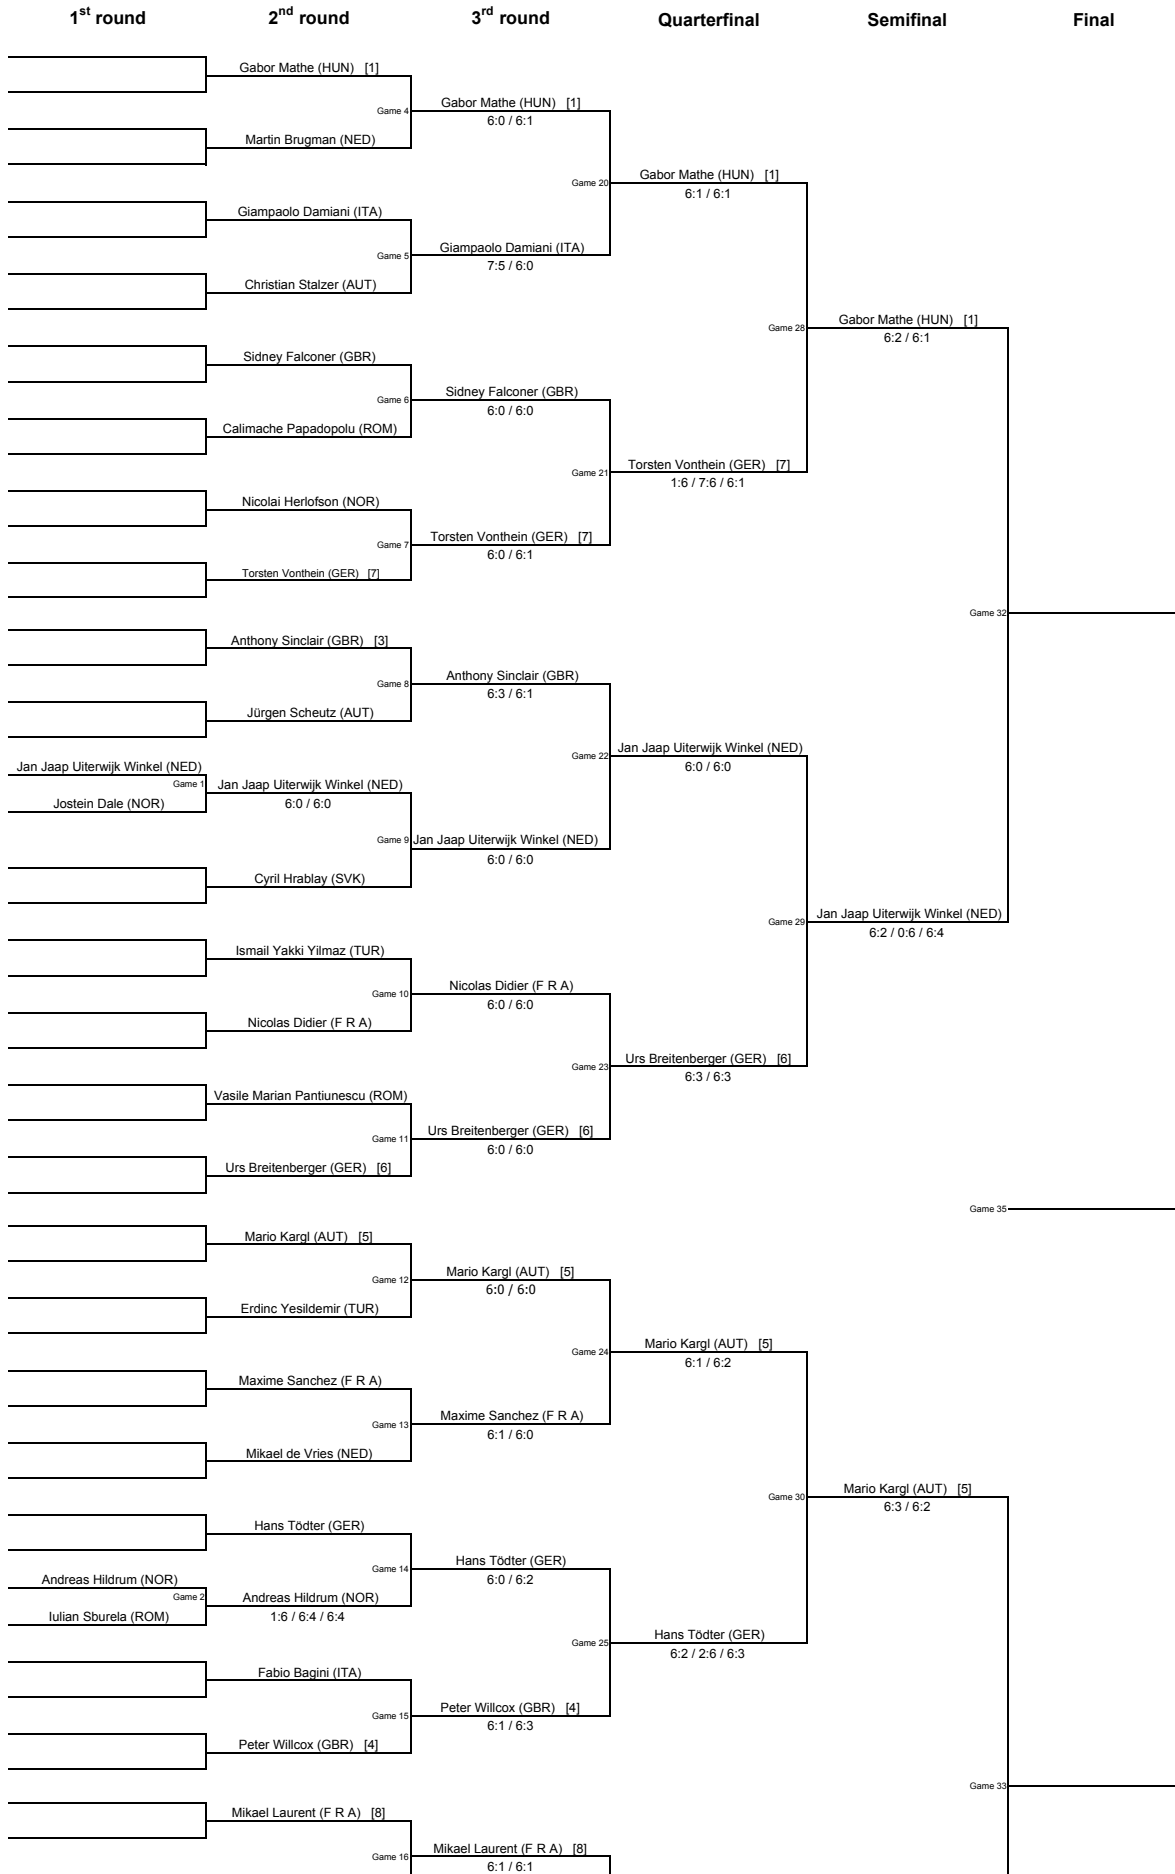 1st round 2nd round 3rd round Quarterfinal Semifinal Final
Gabor Mathe (HUN) [1]
Game 4 Gabor Mathe (HUN) [1]
6:0 / 6:1
Martin Brugman (NED)
Game 20 Gabor Mathe (HUN) [1]
6:1 / 6:1
Giampaolo Damiani (ITA)
Game 5 Giampaolo Damiani (ITA)
7:5 / 6:0
Christian Stalzer (AUT)
Game 28 Gabor Mathe (HUN) [1]
6:2 / 6:1
Sidney Falconer (GBR)
Game 6 Sidney Falconer (GBR)
6:0 / 6:0
Calimache Papadopolu (ROM)
Game 21 Torsten Vonthein (GER) [7]
1:6 / 7:6 / 6:1
Nicolai Herlofson (NOR)
Game 7 Torsten Vonthein (GER) [7]
6:0 / 6:1
Torsten Vonthein (GER) [7]
Game 32
Anthony Sinclair (GBR) [3]
Game 8 Anthony Sinclair (GBR)
6:3 / 6:1
Jürgen Scheutz (AUT)
Game 22 Jan Jaap Uiterwijk Winkel (NED)
6:0 / 6:0
Jan Jaap Uiterwijk Winkel (NED)
Game 1 Jan Jaap Uiterwijk Winkel (NED)
Jostein Dale (NOR) 6:0 / 6:0
Game 9 Jan Jaap Uiterwijk Winkel (NED)
6:0 / 6:0
Cyril Hrablay (SVK)
Game 29 Jan Jaap Uiterwijk Winkel (NED)
6:2 / 0:6 / 6:4
Ismail Yakki Yilmaz (TUR)
Game 10 Nicolas Didier (F R A)
6:0 / 6:0
Nicolas Didier (F R A)
Game 23 Urs Breitenberger (GER) [6]
6:3 / 6:3
Vasile Marian Pantiunescu (ROM)
Game 11 Urs Breitenberger (GER) [6]
6:0 / 6:0
Urs Breitenberger (GER) [6]
Game 35
Mario Kargl (AUT) [5]
Game 12 Mario Kargl (AUT) [5]
6:0 / 6:0
Erdinc Yesildemir (TUR)
Game 24 Mario Kargl (AUT) [5]
6:1 / 6:2
Maxime Sanchez (F R A)
Game 13 Maxime Sanchez (F R A)
6:1 / 6:0
Mikael de Vries (NED)
Game 30 Mario Kargl (AUT) [5]
6:3 / 6:2
Hans Tödter (GER)
Game 14 Hans Tödter (GER)
6:0 / 6:2
Andreas Hildrum (NOR)
Game 2 Andreas Hildrum (NOR)
Iulian Sburela (ROM) 1:6 / 6:4 / 6:4
Game 25 Hans Tödter (GER)
6:2 / 2:6 / 6:3
Fabio Bagini (ITA)
Game 15 Peter Willcox (GBR) [4]
6:1 / 6:3
Peter Willcox (GBR) [4]
Game 33
Mikael Laurent (F R A) [8]
Game 16 Mikael Laurent (F R A) [8]
6:1 / 6:1